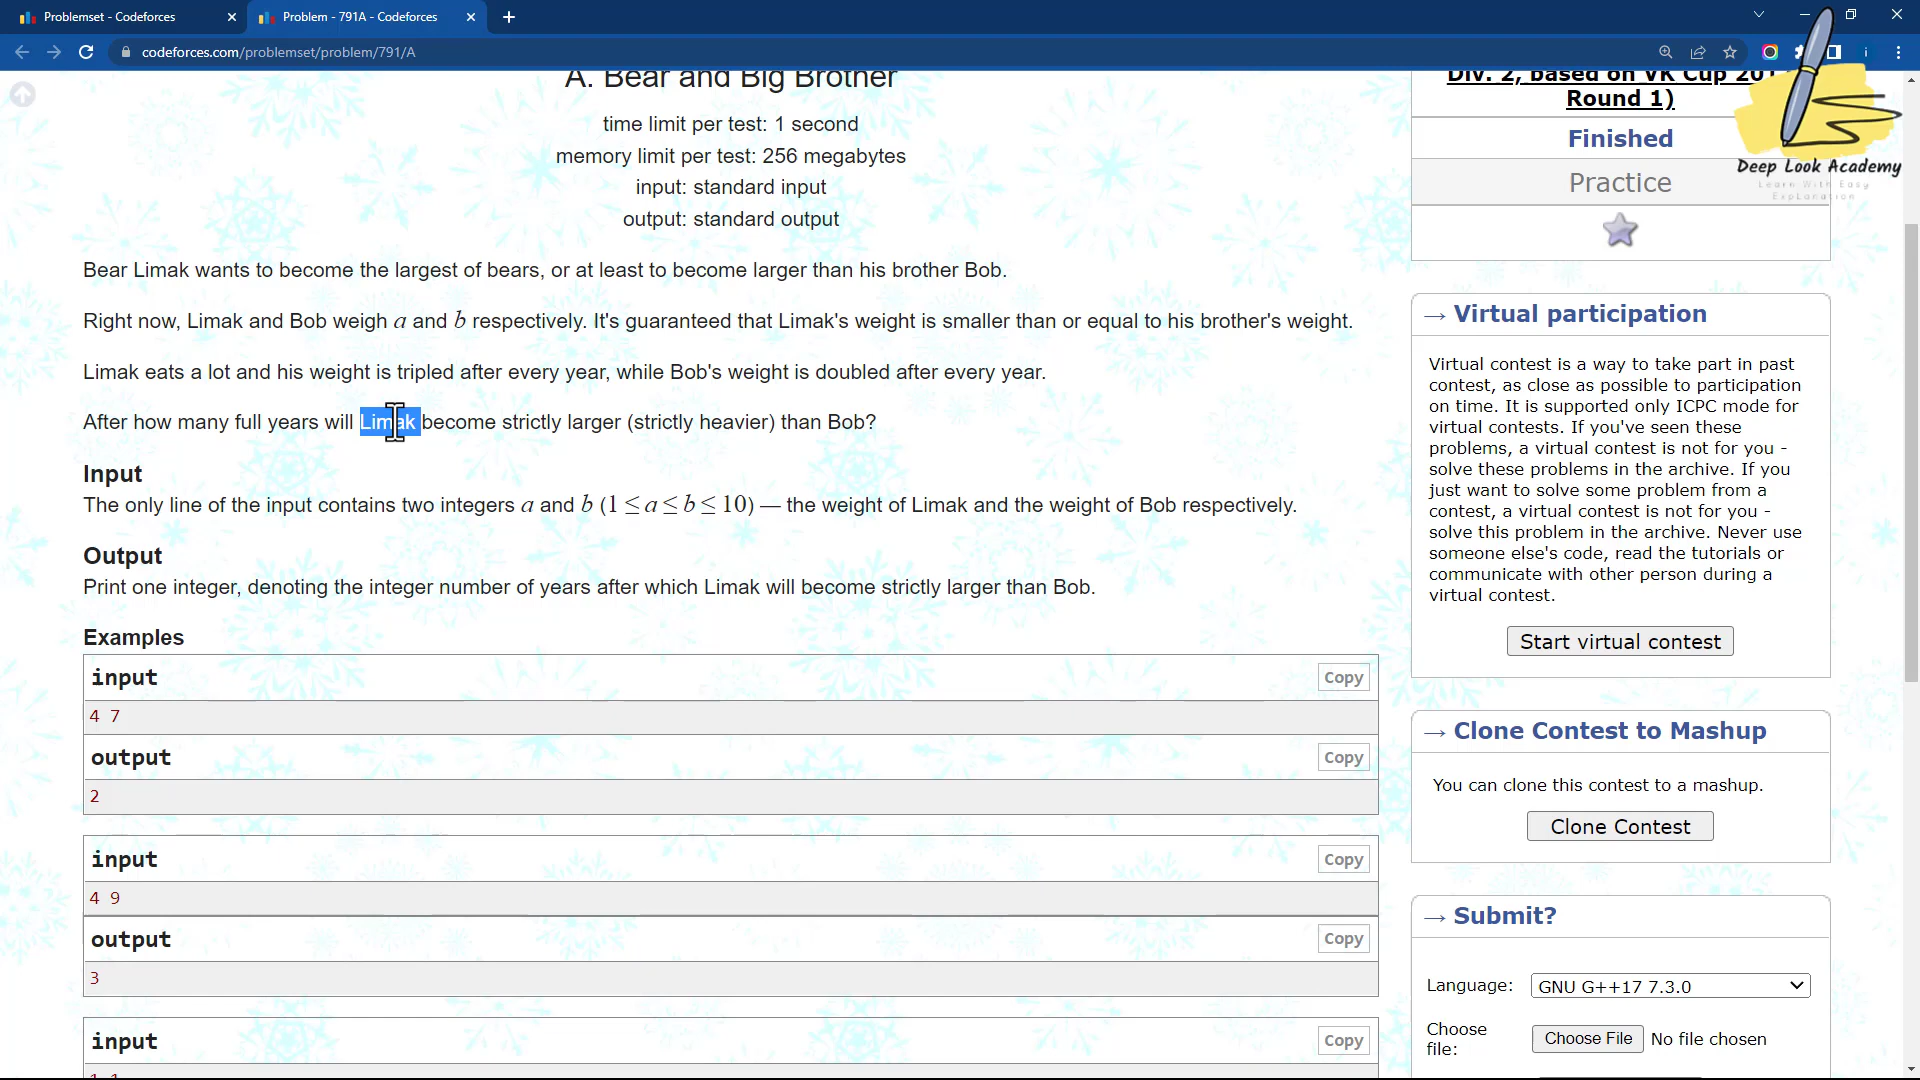 Problemset - Codeforces
Problem - 791A - Codeforces
codeforces.com/problemset/problem/791/A
A. Bear and Big Brother
time limit per test: 1 second
memory limit per test: 256 megabytes
input: standard input
output: standard output
Bear Limak wants to become the largest of bears, or at least to become larger than his brother Bob.
Right now, Limak and Bob weigh a and b respectively. It's guaranteed that Limak's weight is smaller than or equal to his brother's weight.
Limak eats a lot and his weight is tripled after every year, while Bob's weight is doubled after every year.
After how many full years will Limak become strictly larger (strictly heavier) than Bob?
Input
The only line of the input contains two integers a and b (1 ≤ a ≤ b ≤ 10) — the weight of Limak and the weight of Bob respectively.
Output
Print one integer, denoting the integer number of years after which Limak will become strictly larger than Bob.
Examples
input
Copy
4 7
output
Copy
2
input
Copy
4 9
output
Copy
3
input
Copy
1 1
Div. 2, based on VK Cup 201
Round 1)
Finished
Practice
Deep Look Academy
Learn With Easy
Explanation
→ Virtual participation
Virtual contest is a way to take part in past
contest, as close as possible to participation
on time. It is supported only ICPC mode for
virtual contests. If you've seen these
problems, a virtual contest is not for you -
solve these problems in the archive. If you
just want to solve some problem from a
contest, a virtual contest is not for you -
solve this problem in the archive. Never use
someone else's code, read the tutorials or
communicate with other person during a
virtual contest.
Start virtual contest
→ Clone Contest to Mashup
You can clone this contest to a mashup.
Clone Contest
→ Submit?
Language:
GNU G++17 7.3.0
Choose
file:
Choose File
No file chosen